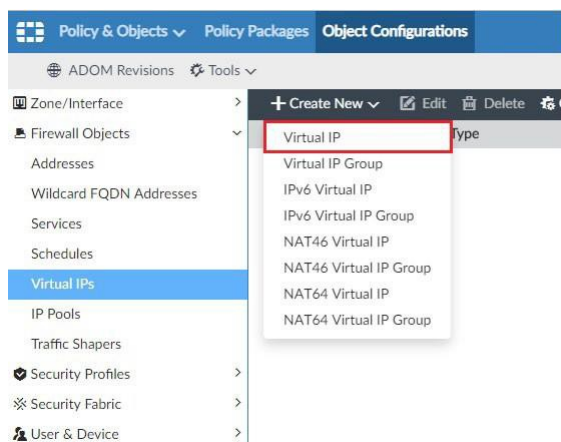 Policy & Objects Policy Packages Object Configurations
ADOM Revisions Tools
Zone/Interface
Create New Edit Delete
Firewall Objects
Virtual IP
Type
Addresses
Virtual IP Group
Wildcard FQDN Addresses
IPv6 Virtual IP
Services
IPv6 Virtual IP Group
Schedules
NAT46 Virtual IP
NAT46 Virtual IP Group
Virtual IPs
NAT64 Virtual IP
IP Pools
NAT64 Virtual IP Group
Traffic Shapers
Security Profiles
Security Fabric
User & Device